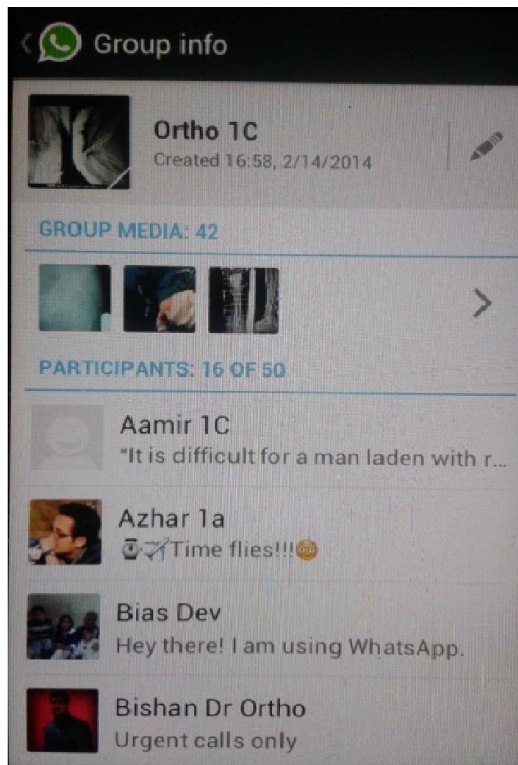 Group info
Ortho 1C
Created 16:58, 2/14/2014
GROUP MEDIA: 42
PARTICIPANTS: 16 OF 50
Aamir 1C
"It is difficult for a man laden with r...
Azhar 1a
⌚✈Time flies!!!😳
Bias Dev
Hey there! I am using WhatsApp.
Bishan Dr Ortho
Urgent calls only